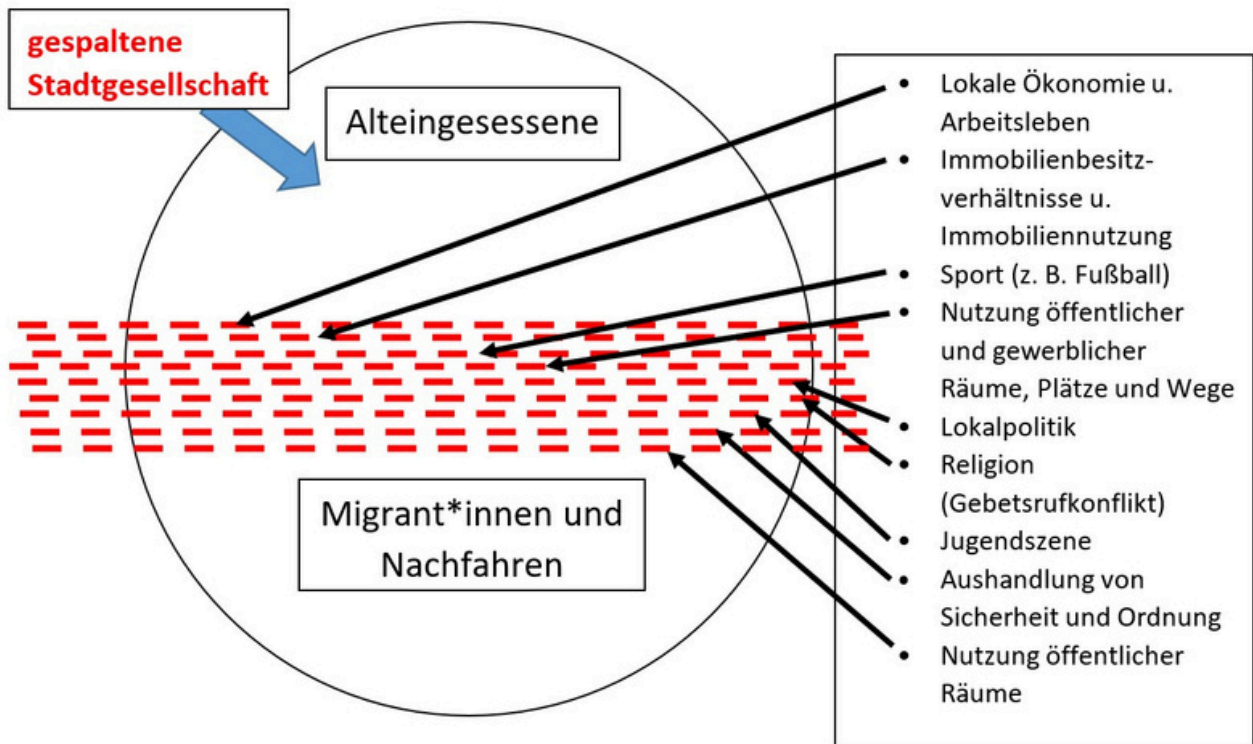 gespaltene
Stadtgesellschaft
Alteingesessene
Migrant*innen und
Nachfahren
• Lokale Ökonomie u.
Arbeitsleben
• Immobilienbesitz-
verhältnisse u.
Immobiliennutzung
• Sport (z. B. Fußball)
• Nutzung öffentlicher
und gewerblicher
Räume, Plätze und Wege
• Lokalpolitik
• Religion
(Gebetsrufkonflikt)
• Jugendszene
• Aushandlung von
Sicherheit und Ordnung
• Nutzung öffentlicher
Räume